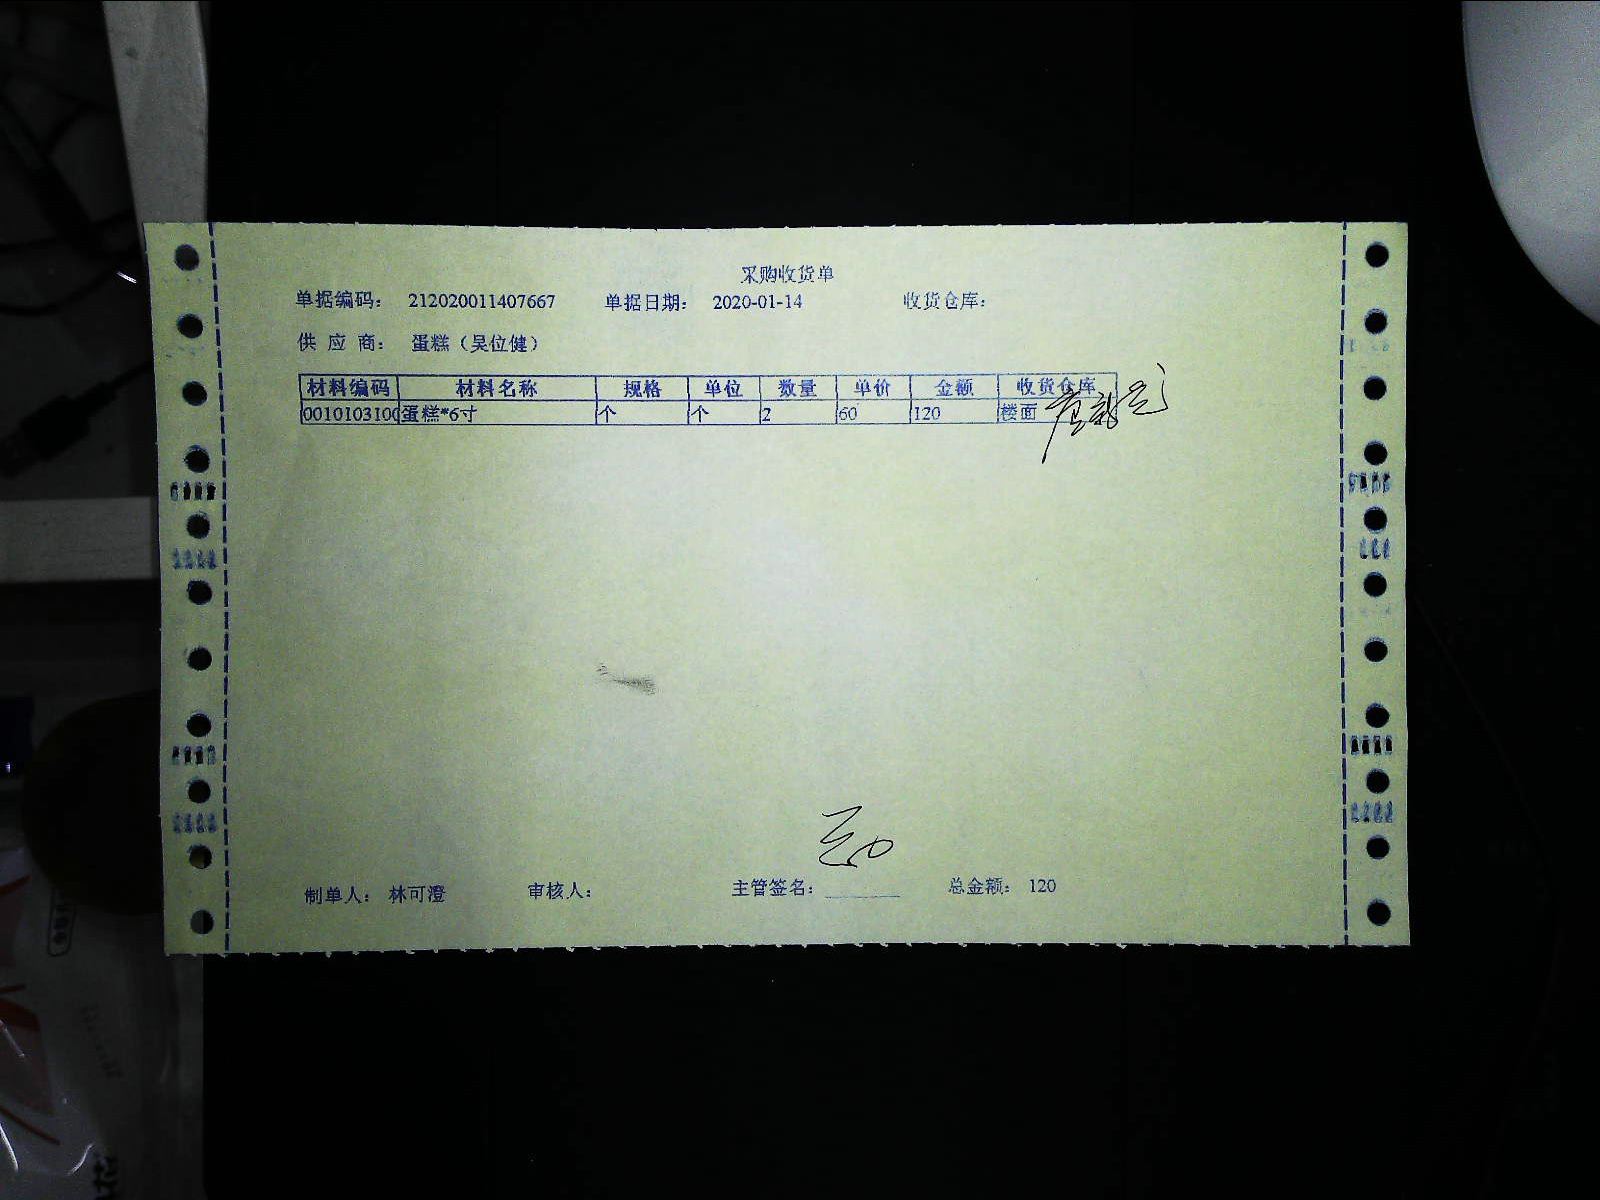 采购收货单
单据编码： 212020011407667 单据日期： 2020-01-14 收货仓库：
供 应 商： 蛋糕（吴位健）
材料编码 材料名称 规格 单位 数量 单价 金额 收货仓库
0010103100 蛋糕*6寸 个 个 2 60 120 楼面
制单人： 林可澄 审核人： 主管签名： 总金额： 120